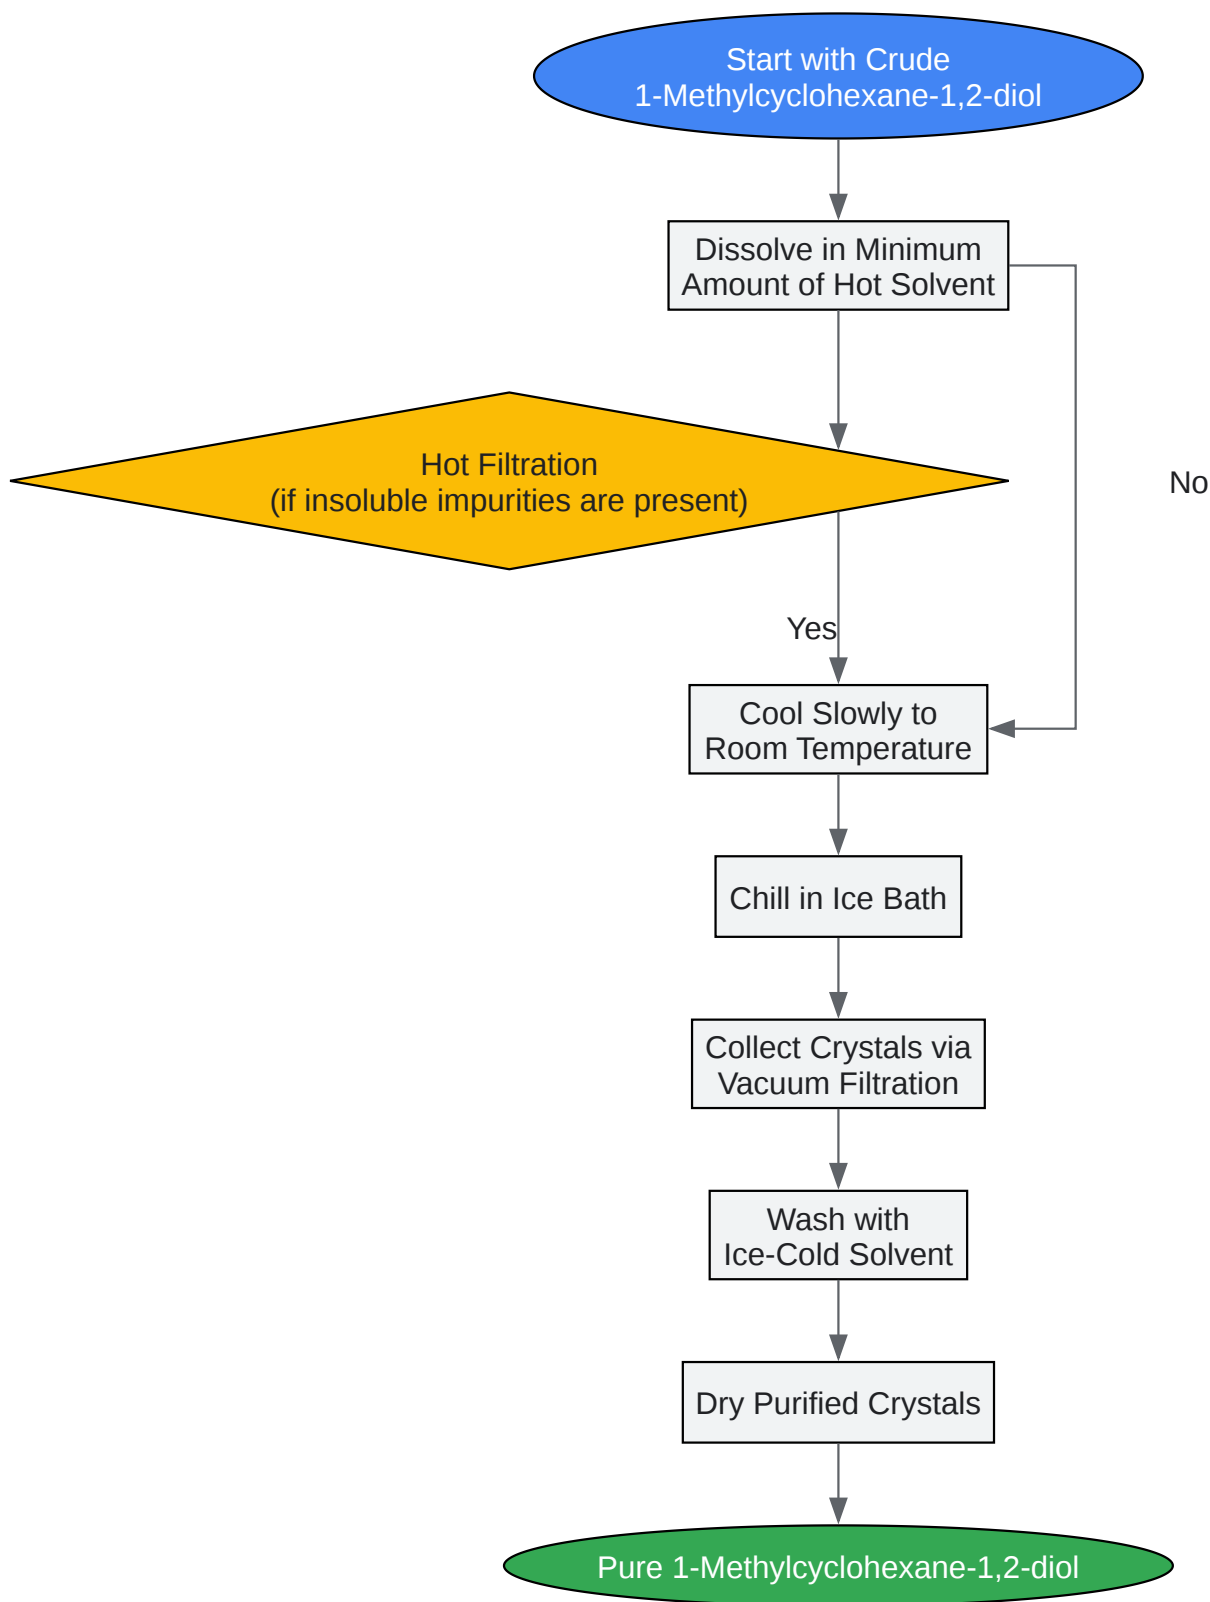 Start with Crude
1-Methylcyclohexane-1,2-diol
Dissolve in Minimum
Amount of Hot Solvent
Hot Filtration
(if insoluble impurities are present)
No
Yes
Cool Slowly to
Room Temperature
Chill in Ice Bath
Collect Crystals via
Vacuum Filtration
Wash with
Ice-Cold Solvent
Dry Purified Crystals
Pure 1-Methylcyclohexane-1,2-diol